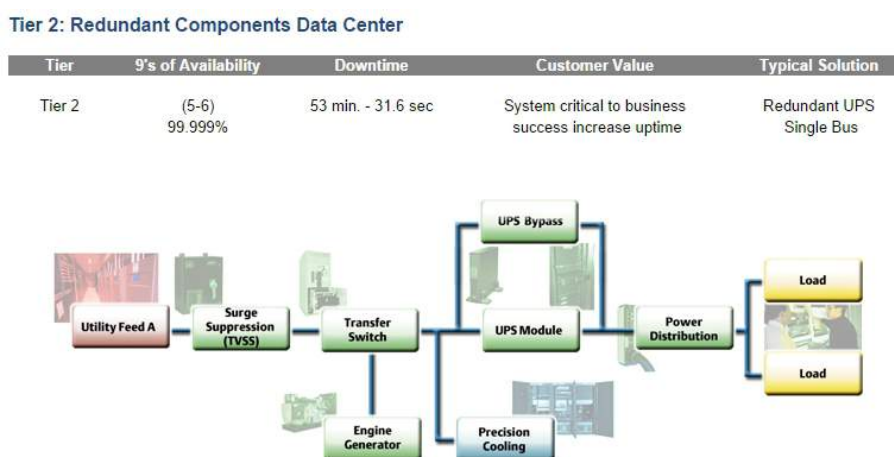 Tier 2: Redundant Components Data Center
Tier 9's of Availability Downtime Customer Value Typical Solution
Tier 2 (5-6) 53 min. - 31.6 sec System critical to business Redundant UPS
99.999% success increase uptime Single Bus
UPS Bypass
Load
Utility Feed A
Surge
Suppression
(TVSS)
Transfer
Switch
UPS Module
Power
Distribution
Load
Engine
Generator
Precision
Cooling